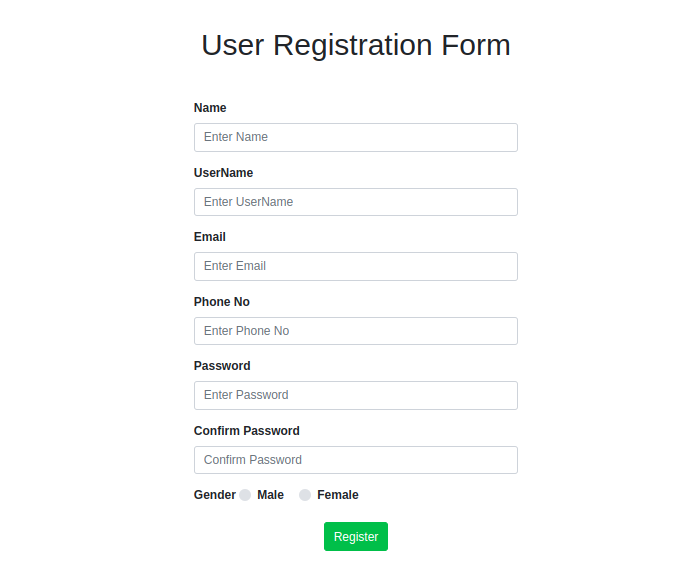 User Registration Form
Name
Enter Name
UserName
Enter UserName
Email
Enter Email
Phone No
Enter Phone No
Password
Enter Password
Confirm Password
Confirm Password
Gender Male Female
Register